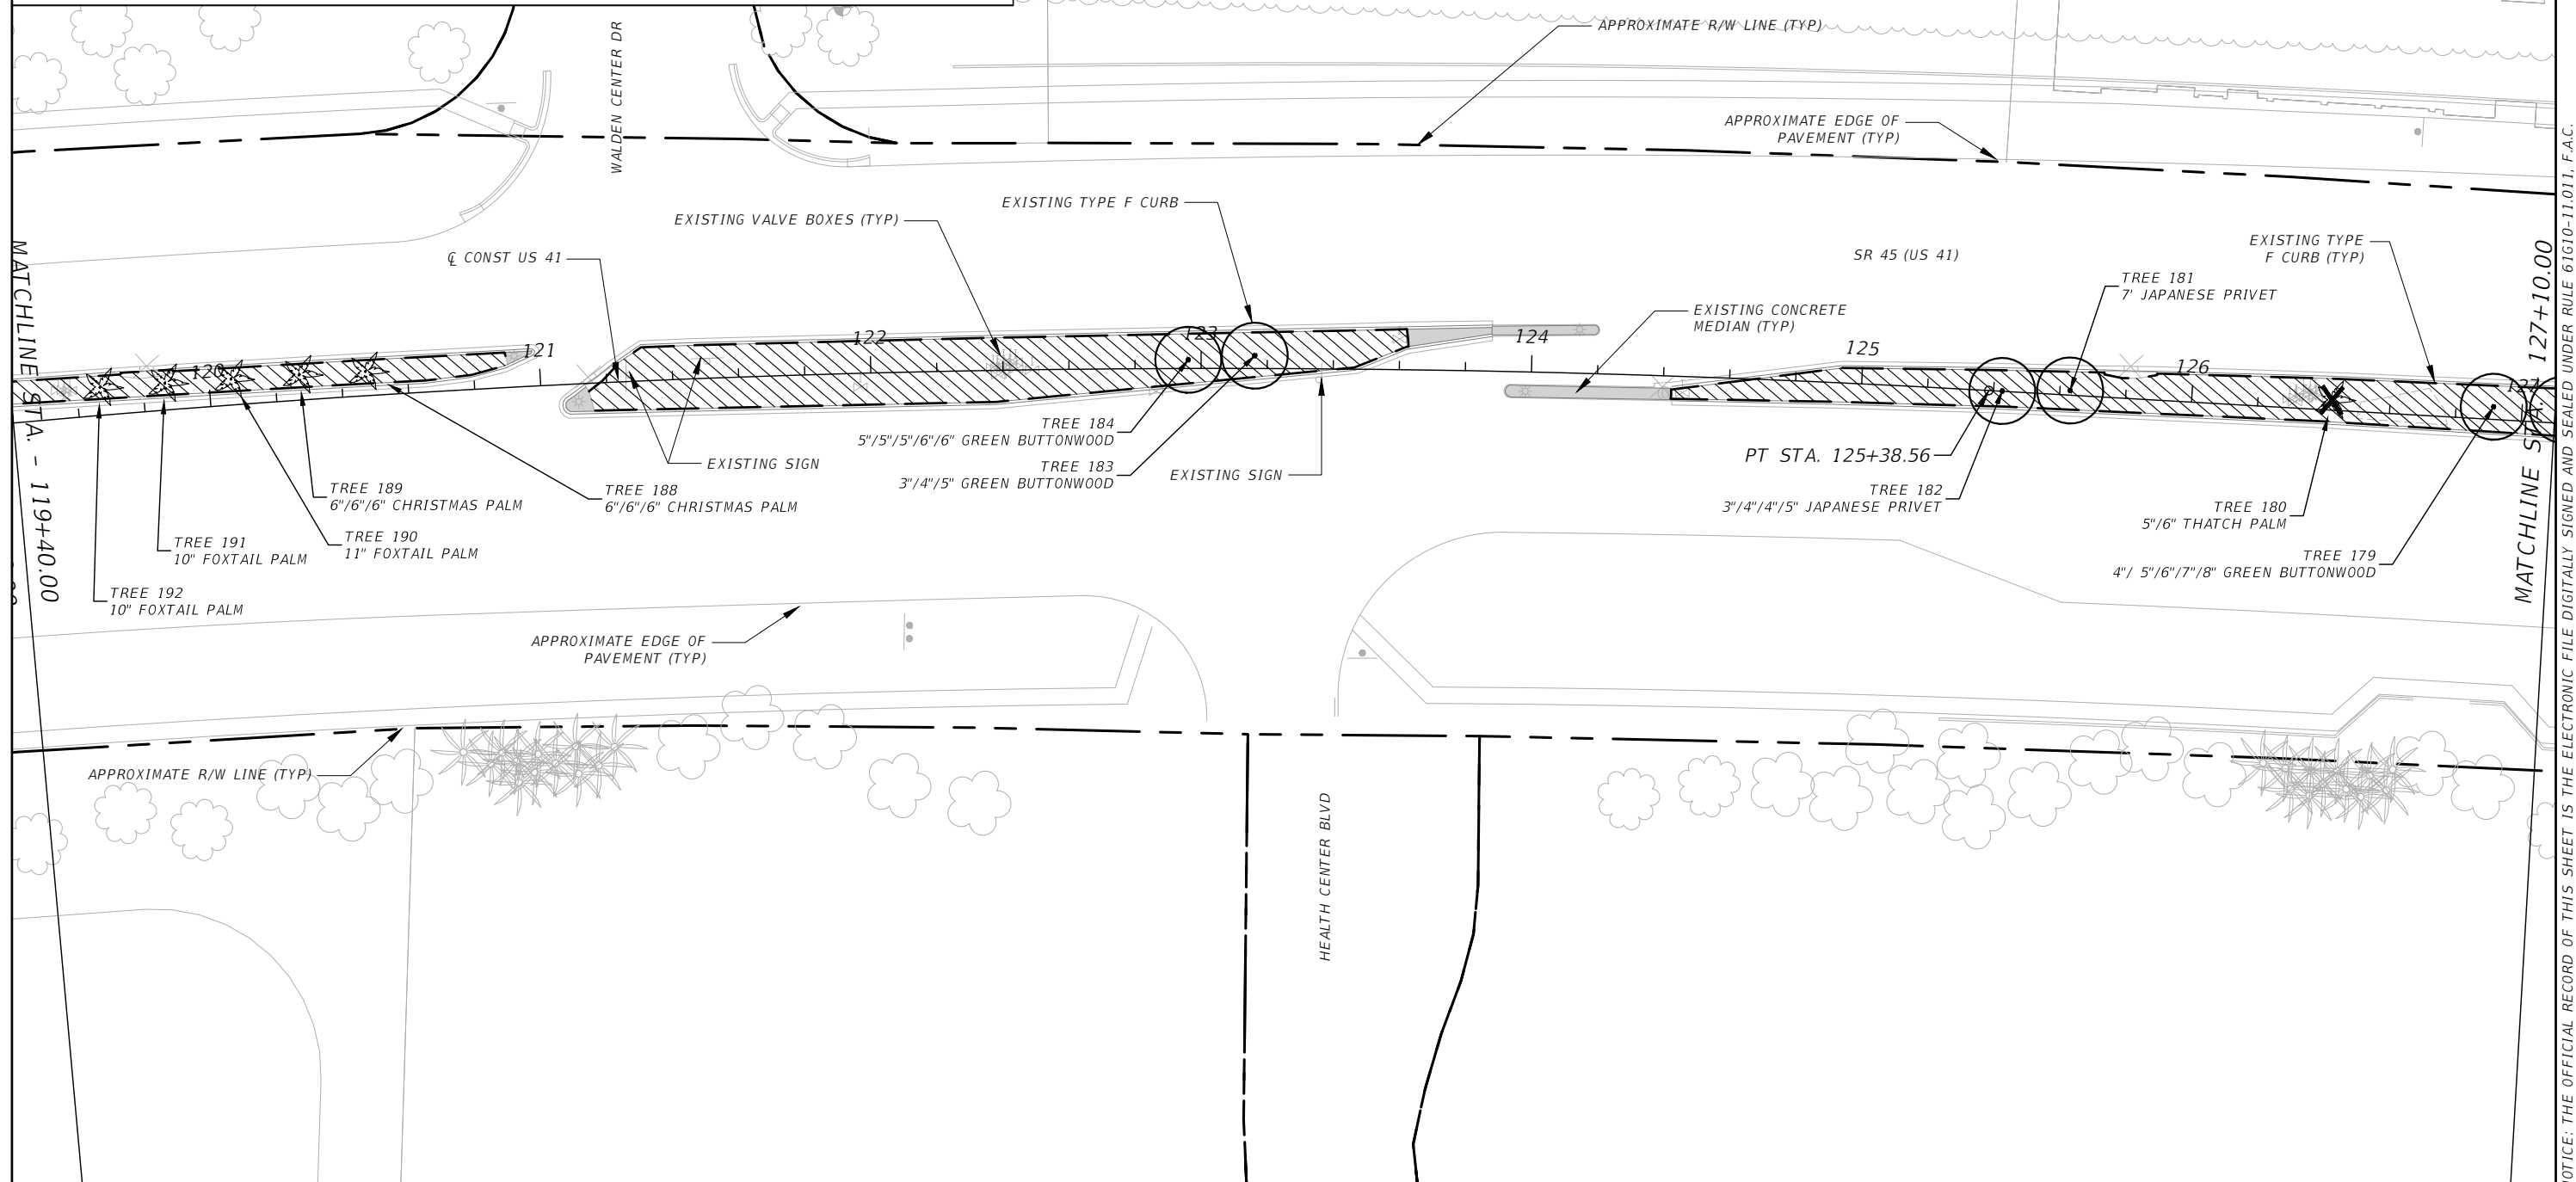 APPROXIMATE R/W LINE (TYP)
WALDEN CENTER DR
APPROXIMATE EDGE OF
PAVEMENT (TYP)
EXISTING TYPE F CURB
EXISTING VALVE BOXES (TYP)
℄ CONST US 41
SR 45 (US 41)
EXISTING TYPE
F CURB (TYP)
TREE 181
7' JAPANESE PRIVET
EXISTING CONCRETE
MEDIAN (TYP)
MATCHLINE STA. - 119+40.00
120
121
122
123
124
125
126
127
MATCHLINE STA. 127+10.00
TREE 184
5"/5"/5"/6"/6" GREEN BUTTONWOOD
TREE 183
3"/4"/5" GREEN BUTTONWOOD
EXISTING SIGN
EXISTING SIGN
PT STA. 125+38.56
TREE 182
3"/4"/4"/5" JAPANESE PRIVET
TREE 180
5"/6" THATCH PALM
TREE 179
4"/ 5"/6"/7"/8" GREEN BUTTONWOOD
TREE 189
6"/6"/6" CHRISTMAS PALM
TREE 188
6"/6"/6" CHRISTMAS PALM
TREE 191
10" FOXTAIL PALM
TREE 190
11" FOXTAIL PALM
TREE 192
10" FOXTAIL PALM
APPROXIMATE EDGE OF
PAVEMENT (TYP)
APPROXIMATE R/W LINE (TYP)
HEALTH CENTER BLVD
OTICE: THE OFFICIAL RECORD OF THIS SHEET IS THE ELECTRONIC FILE DIGITALLY SIGNED AND SEALED UNDER RULE 61G10-11.011, F.A.C.